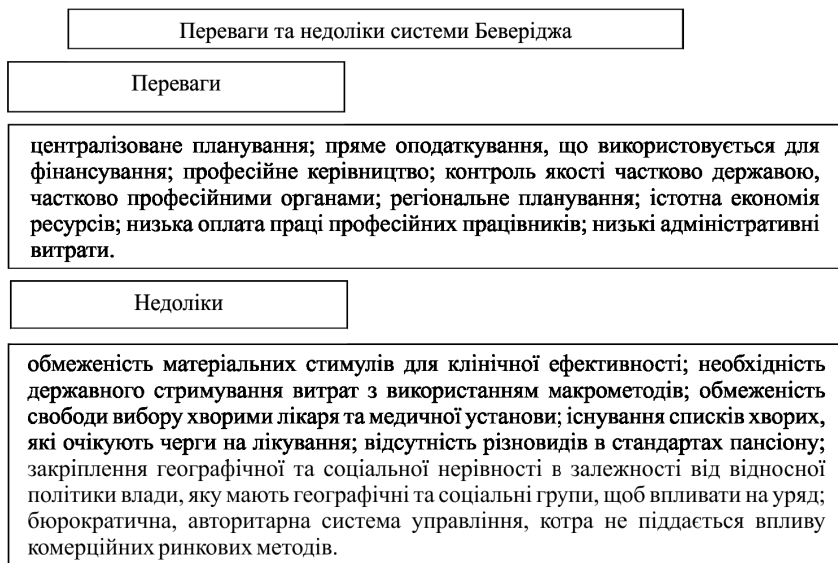 Переваги та недоліки системи Беверіджа
Переваги
централізоване планування; пряме оподаткування, що використовується для
фінансування; професійне керівництво; контроль якості частково державою,
частково професійними органами; регіональне планування; істотна економія
ресурсів; низька оплата праці професійних працівників; низькі адміністративні
витрати.
Недоліки
обмеженість матеріальних стимулів для клінічної ефективності; необхідність
державного стримування витрат з використанням макрометодів; обмеженість
свободи вибору хворими лікаря та медичної установи; існування списків хворих,
які очікують черги на лікування; відсутність різновидів в стандартах пансіону;
закріплення географічної та соціальної нерівності в залежності від відносної
політики влади, яку мають географічні та соціальні групи, щоб впливати на уряд;
бюрократична, авторитарна система управління, котра не піддається впливу
комерційних ринкових методів.